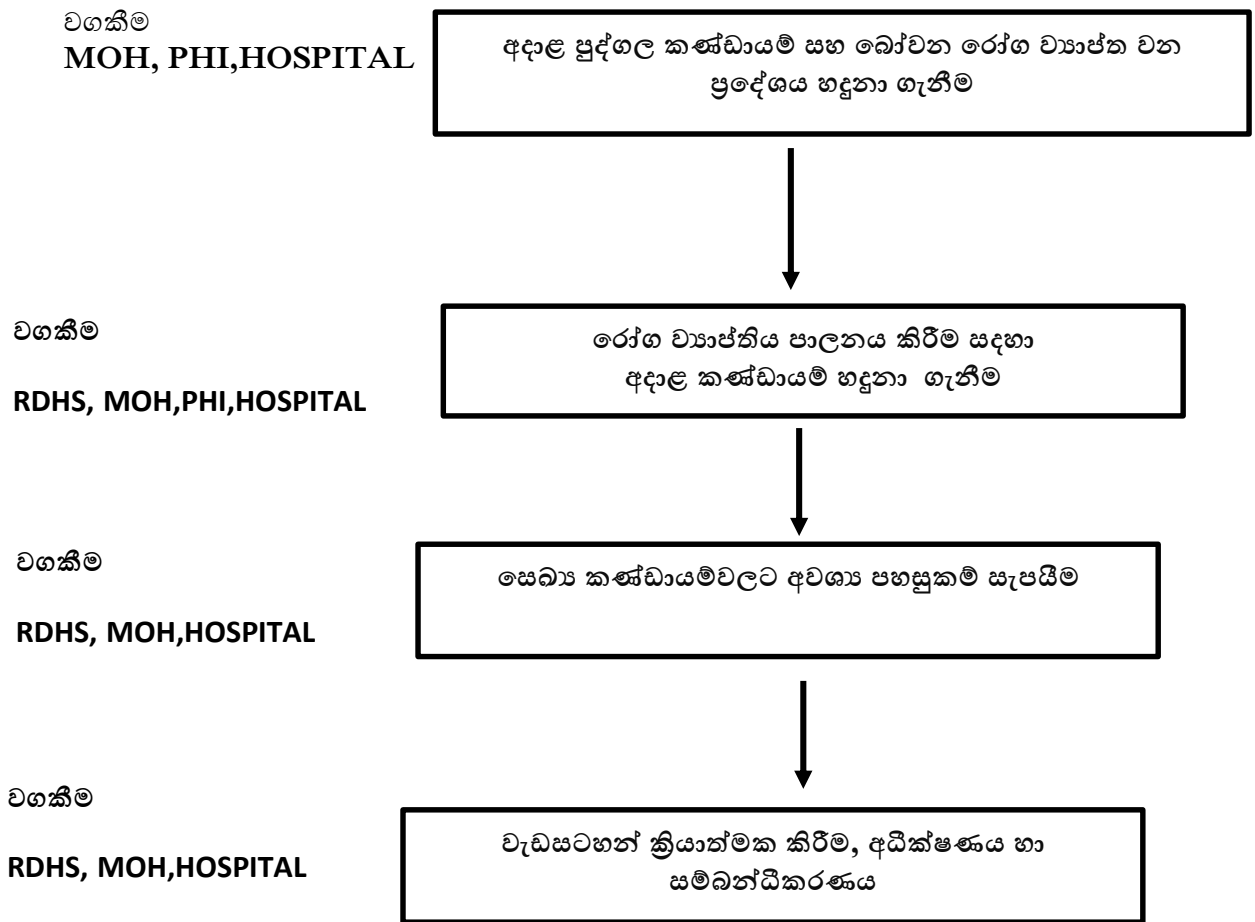 වගකීම
MOH, PHI,HOSPITAL
අදාළ පුද්ගල කණ්ඩායම් සහ බෝවන රෝග ව්‍යාප්ත වන
ප්‍රදේශය හදුනා ගැනීම
වගකීම
RDHS, MOH,PHI,HOSPITAL
රෝග ව්‍යාප්තිය පාලනය කිරීම සදහා
අදාළ කණ්ඩායම් හදුනා ගැනීම
වගකීම
RDHS, MOH,HOSPITAL
සෙඛ්‍ය කණ්ඩායම්වලට අවශ්‍ය පහසුකම් සැපයීම
වගකීම
RDHS, MOH,HOSPITAL
වැඩසටහන් ක්‍රියාත්මක කිරීම, අධීක්ෂණය හා
සම්බන්ධීකරණය